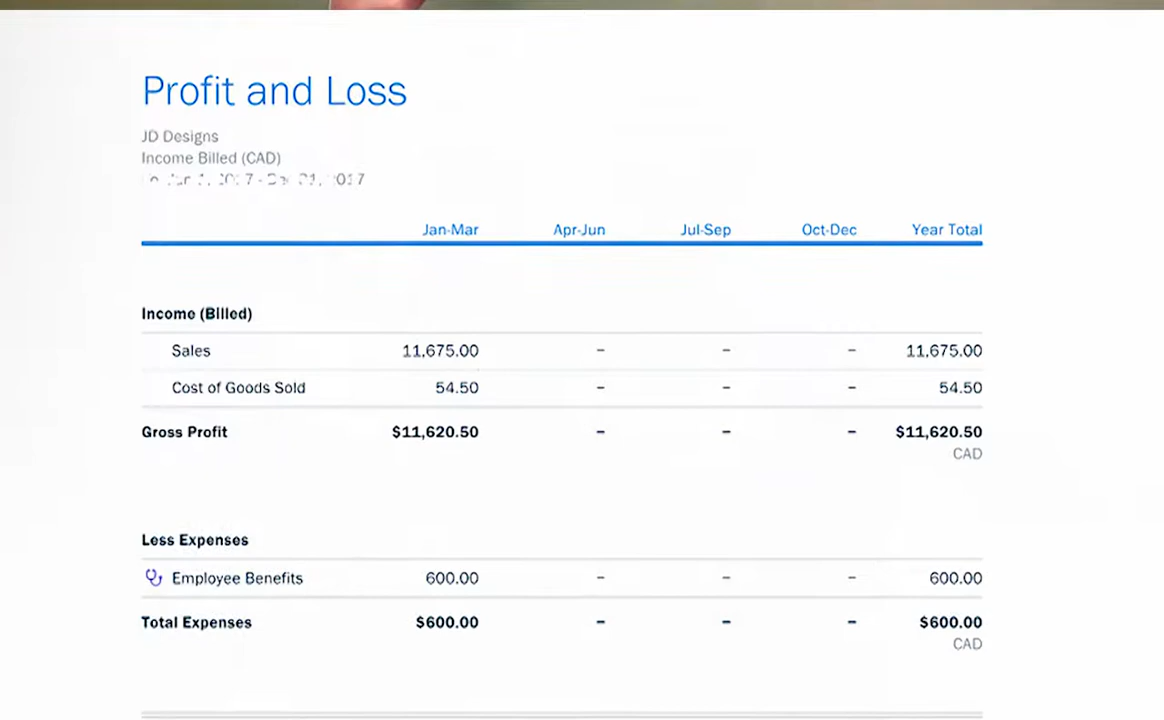 Profit and Loss
JD Designs
Income Billed (CAD)
Jan-Mar Apr-Jun Jul-Sep Oct-Dec Year Total
Income (Billed)
Sales 11,675.00 – – – 11,675.00
Cost of Goods Sold 54.50 – – – 54.50
Gross Profit $11,620.50 – – – $11,620.50
CAD
Less Expenses
Employee Benefits 600.00 – – – 600.00
Total Expenses $600.00 – – – $600.00
CAD